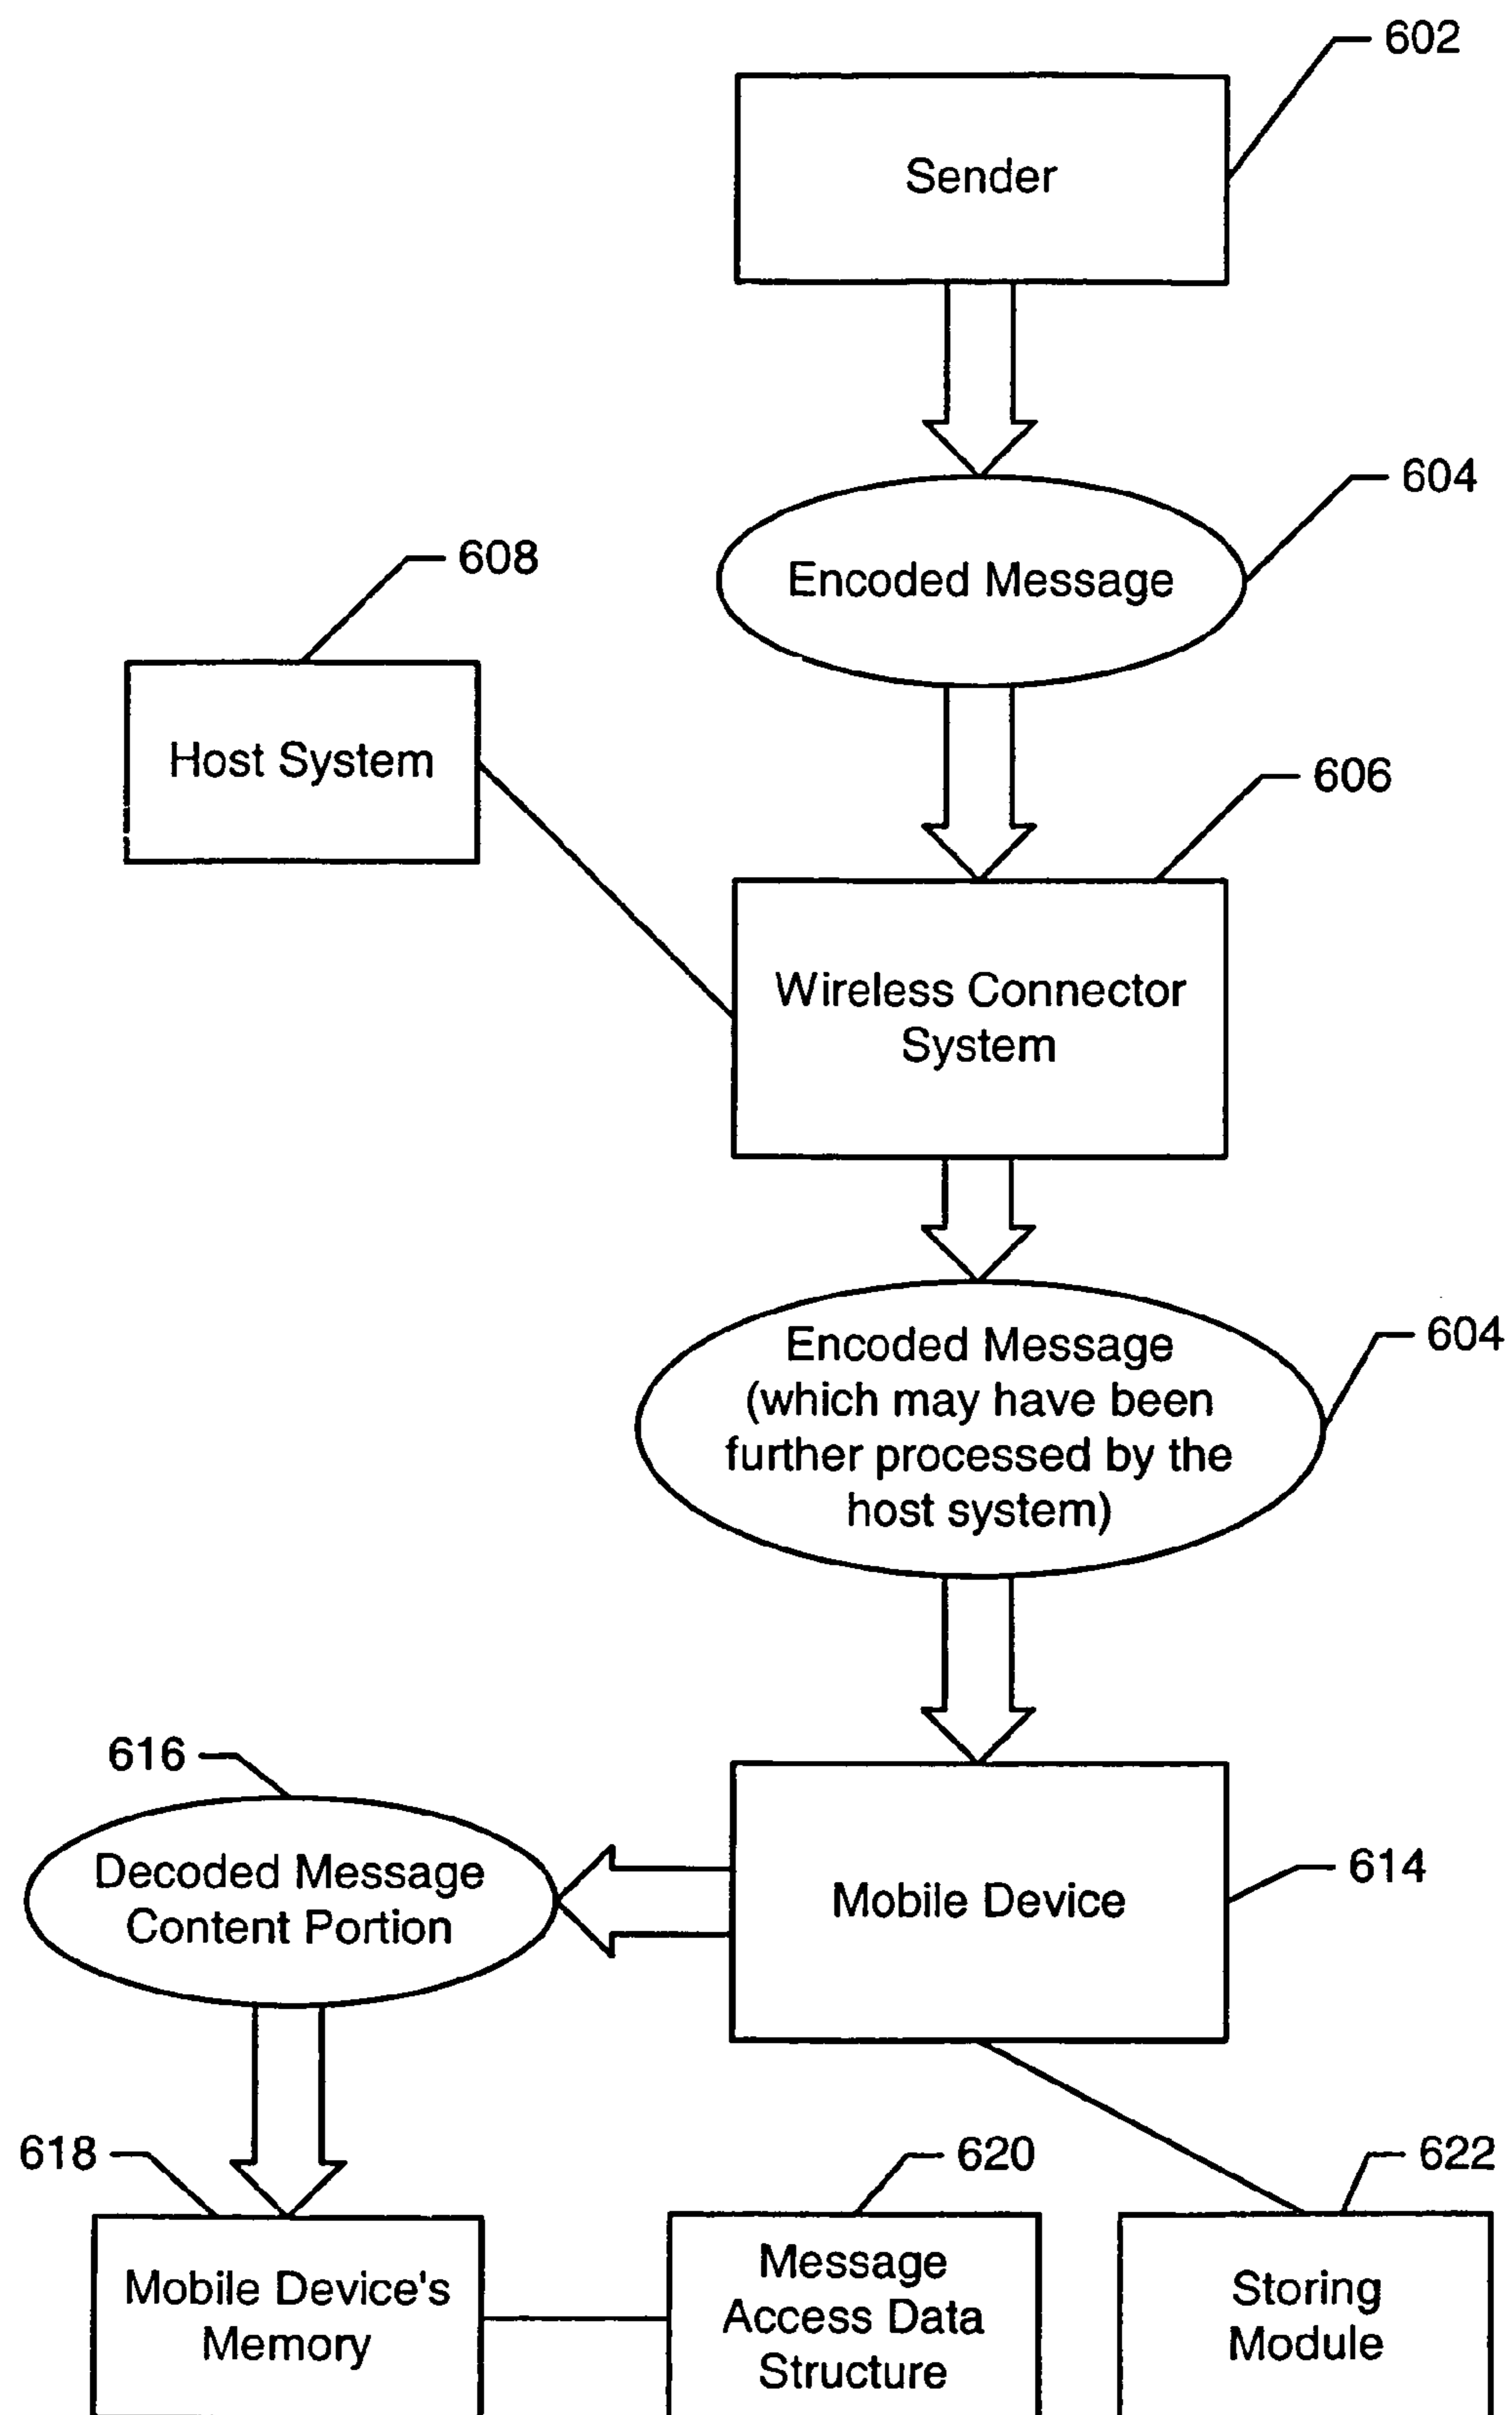 602
Sender
604
Encoded Message
608
Host System
606
Wireless Connector
System
604
Encoded Message
(which may have been
further processed by the
host system)
616
Decoded Message
Content Portion
614
Mobile Device
618
Mobile Device's
Memory
620
Message
Access Data
Structure
622
Storing
Module